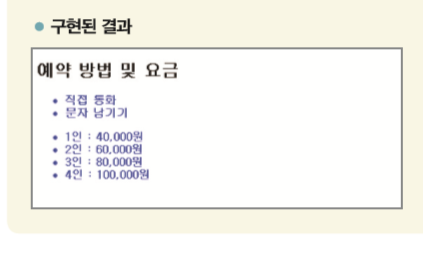 구현된 결과
예약 방법 및 요금
직접 통화
문자 남기기
1인 : 40,000원
2인 : 60,000원
3인 : 80,000원
4인 : 100,000원